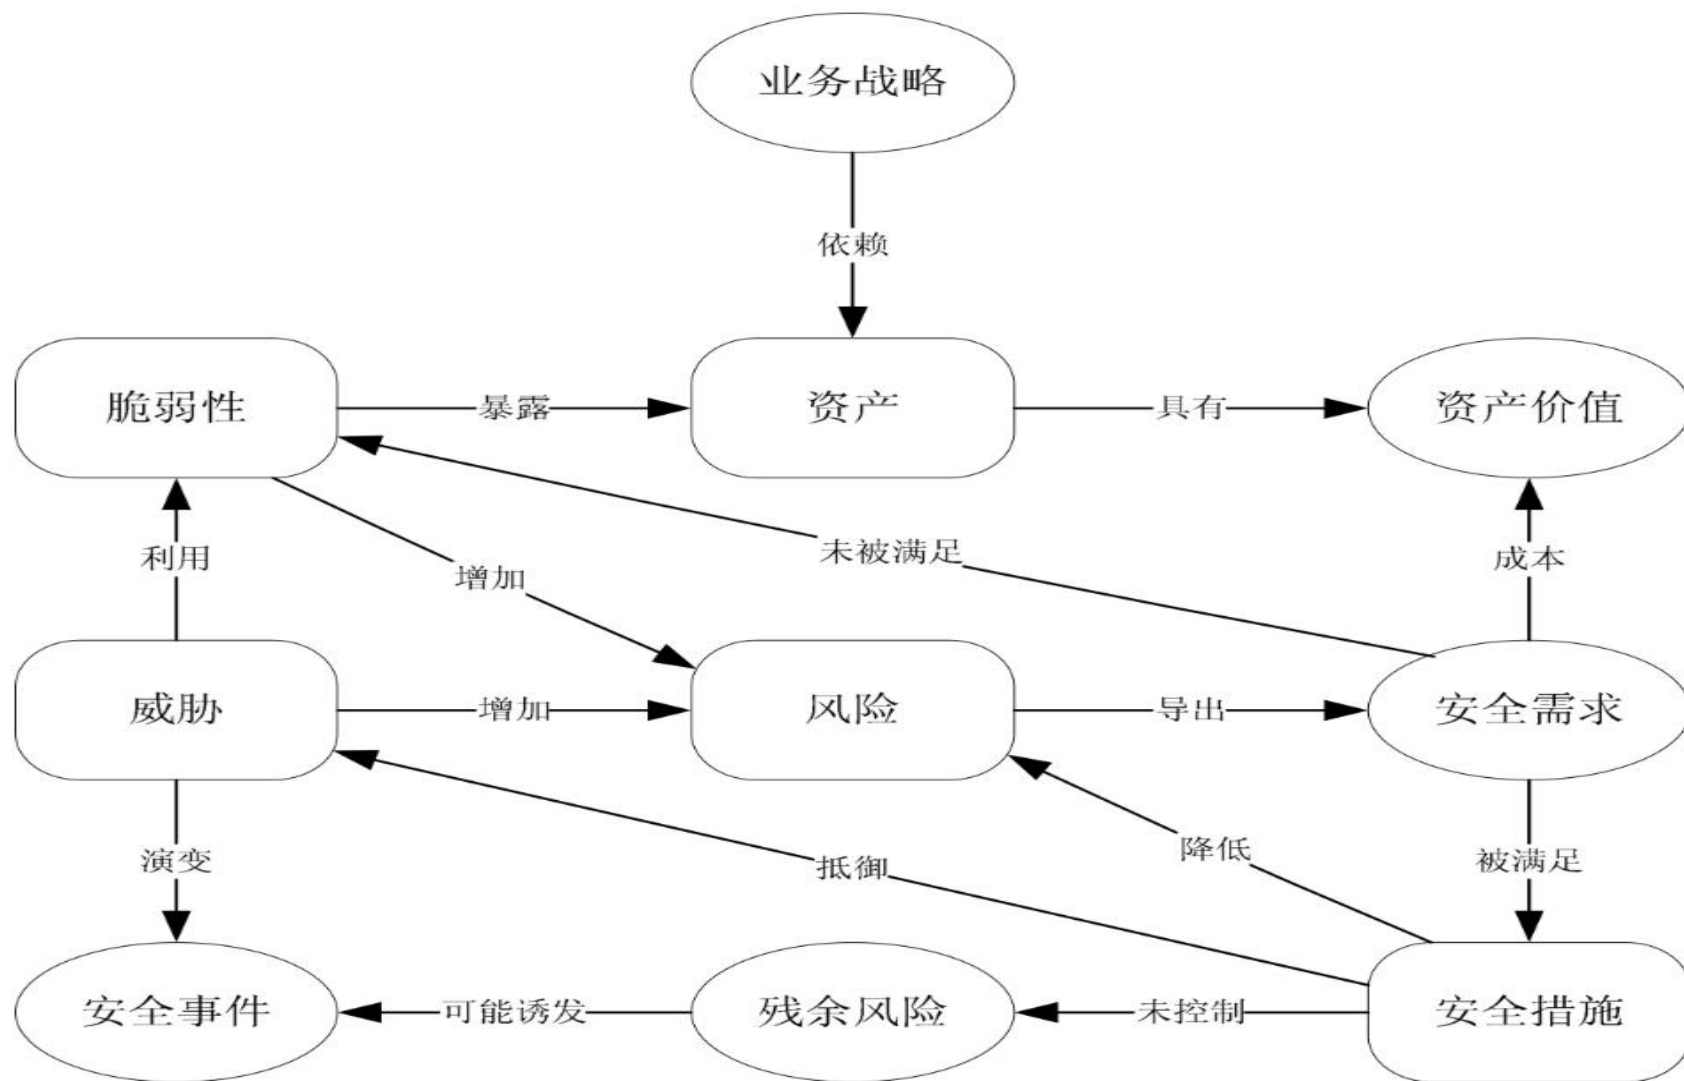 业务战略
依赖
脆弱性
暴露
资产
具有
资产价值
利用
增加
未被满足
成本
威胁
增加
风险
导出
安全需求
演变
抵御
降低
被满足
安全事件
可能诱发
残余风险
未控制
安全措施